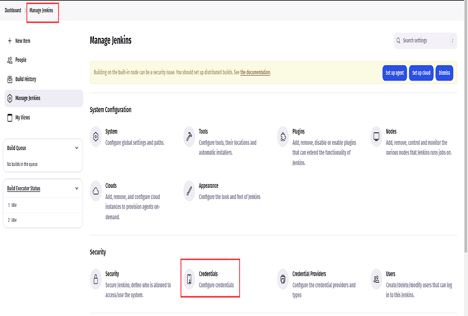 Dashboard
Manage Jenkins
+ New Item
People
Build History
Manage Jenkins
My Views
Build Queue
No builds in the queue.
Build Executor Status
1 Idle
2 Idle
Manage Jenkins
Search settings
/
Building on the built-in node can be a security issue. You should set up distributed builds. See the documentation.
Set up agent
Set up cloud
Dismiss
System Configuration
System
Configure global settings and paths.
Tools
Configure tools, their locations and
automatic installers.
Plugins
Add, remove, disable or enable plugins
that can extend the functionality of
Jenkins.
Nodes
Add, remove, control and monitor the
various nodes that Jenkins runs jobs on.
Clouds
Add, remove, and configure cloud
instances to provision agents on-
demand.
Appearance
Configure the look and feel of Jenkins
Security
Security
Secure Jenkins; define who is allowed to
access/use the system.
Credentials
Configure credentials
Credential Providers
Configure the credential providers and
types
Users
Create/delete/modify users that can log
in to this Jenkins.